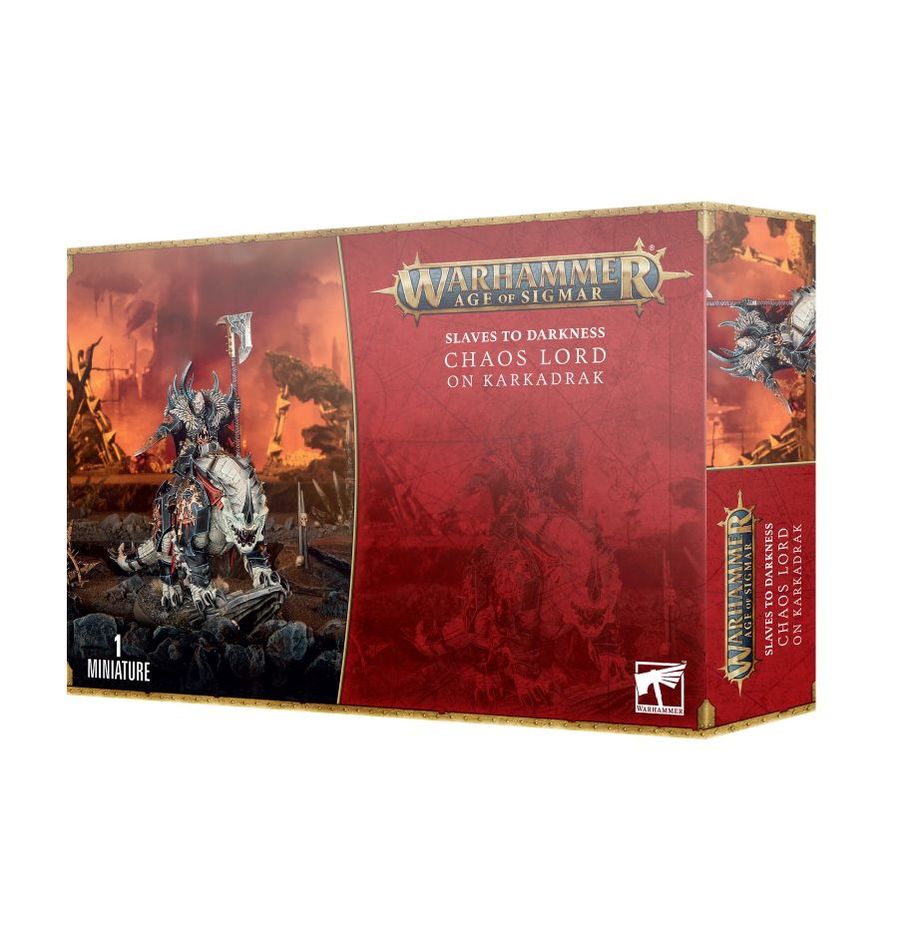 WARHAMMER®
AGE OF SIGMAR
SLAVES TO DARKNESS
CHAOS LORD
ON KARKADRAK
1
MINIATURE
WARHAMMER
WARHAMMER
AGE OF SIGMAR
SLAVES TO DARKNESS
CHAOS LORD
ON KARKADRAK